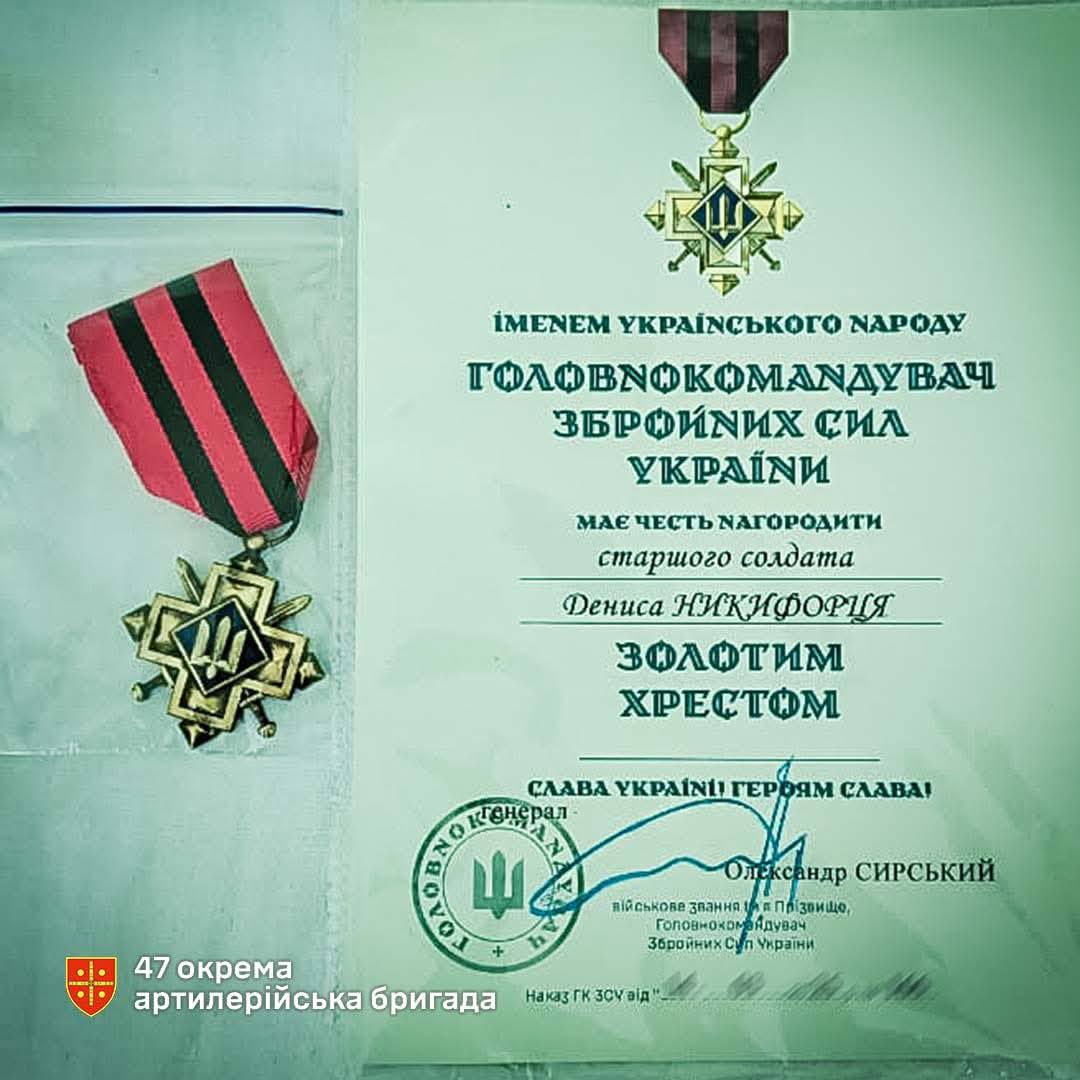 ІМЕНЕМ УКРАЇНСЬКОГО НАРОДУ
ГОЛОВНОКОМАНДУВАЧ
ЗБРОЙНИХ СИЛ
УКРАЇНИ
МАЄ ЧЕСТЬ НАГОРОДИТИ
старшого солдата
Дениса НИКИФОРЦЯ
ЗОЛОТИМ
ХРЕСТОМ
СЛАВА УКРАЇНІ! ГЕРОЯМ СЛАВА!
генерал
ГОЛОВНОКОМАНДУВАЧ
Олександр СИРСЬКИЙ
військове звання Ім'я Прізвище,
Головнокомандувач
Збройних Сил України
Наказ ГК ЗСУ від "
47 окрема
артилерійська бригада